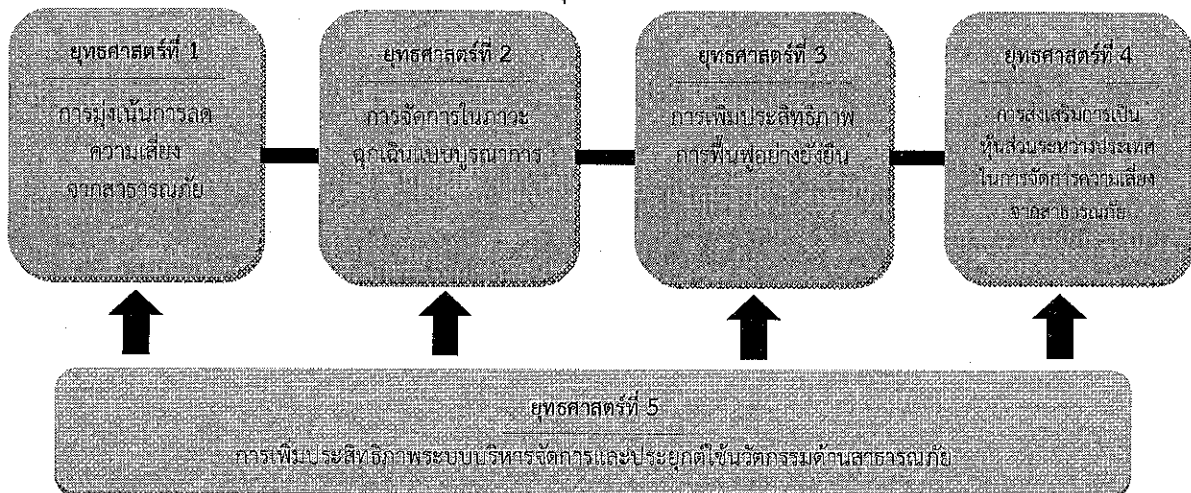 ยุทธศาสตร์ที่ 1
การมุ่งเน้นการลด
ความเสี่ยง
จากสาธารณภัย
ยุทธศาสตร์ที่ 2
การจัดการในภาวะ
ฉุกเฉินแบบบูรณาการ
ยุทธศาสตร์ที่ 3
การเพิ่มประสิทธิภาพ
การฟื้นฟูอย่างยั่งยืน
ยุทธศาสตร์ที่ 4
การส่งเสริมการเป็น
หุ้นส่วนระหว่างประเทศ
ในการจัดการความเสี่ยง
จากสาธารณภัย
ยุทธศาสตร์ที่ 5
การเพิ่มประสิทธิภาพระบบบริหารจัดการและประยุกต์ใช้นวัตกรรมด้านสาธารณภัย